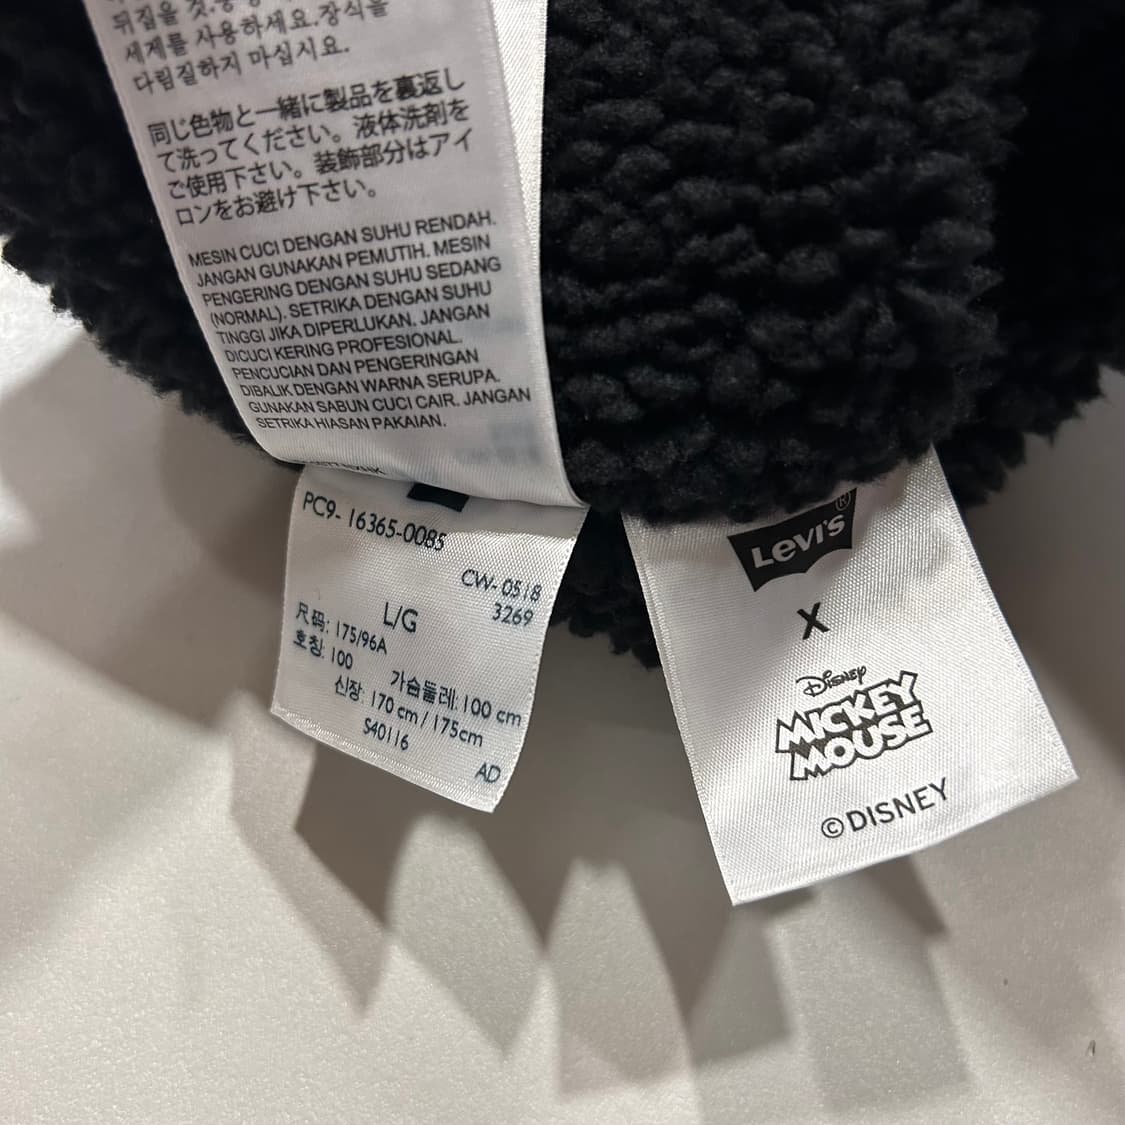 뒤집을 것.
세제를 사용하세요.장식을
다림질하지 마십시요.
同じ色物と一緒に製品を裏返し
て洗ってください。液体洗剤を
ご使用下さい。装飾部分はアイ
ロンをお避け下さい。
MESIN CUCI DENGAN SUHU RENDAH.
JANGAN GUNAKAN PEMUTIH. MESIN
PENGERING DENGAN SUHU SEDANG
(NORMAL). SETRIKA DENGAN SUHU
TINGGI JIKA DIPERLUKAN. JANGAN
DICUCI KERING PROFESIONAL.
PENCUCIAN DAN PENGERINGAN
DIBALIK DENGAN WARNA SERUPA.
GUNAKAN SABUN CUCI CAIR. JANGAN
SETRIKA HIASAN PAKAIAN.
PC9- 16365-0085
CW- 0518
3269
L/G
尺码: 175/96A
호칭: 100
가슴둘레: 100 cm
신장: 170 cm / 175cm
S40116
AD
Levi's®
X
Disney
MICKEY
MOUSE
©DISNEY